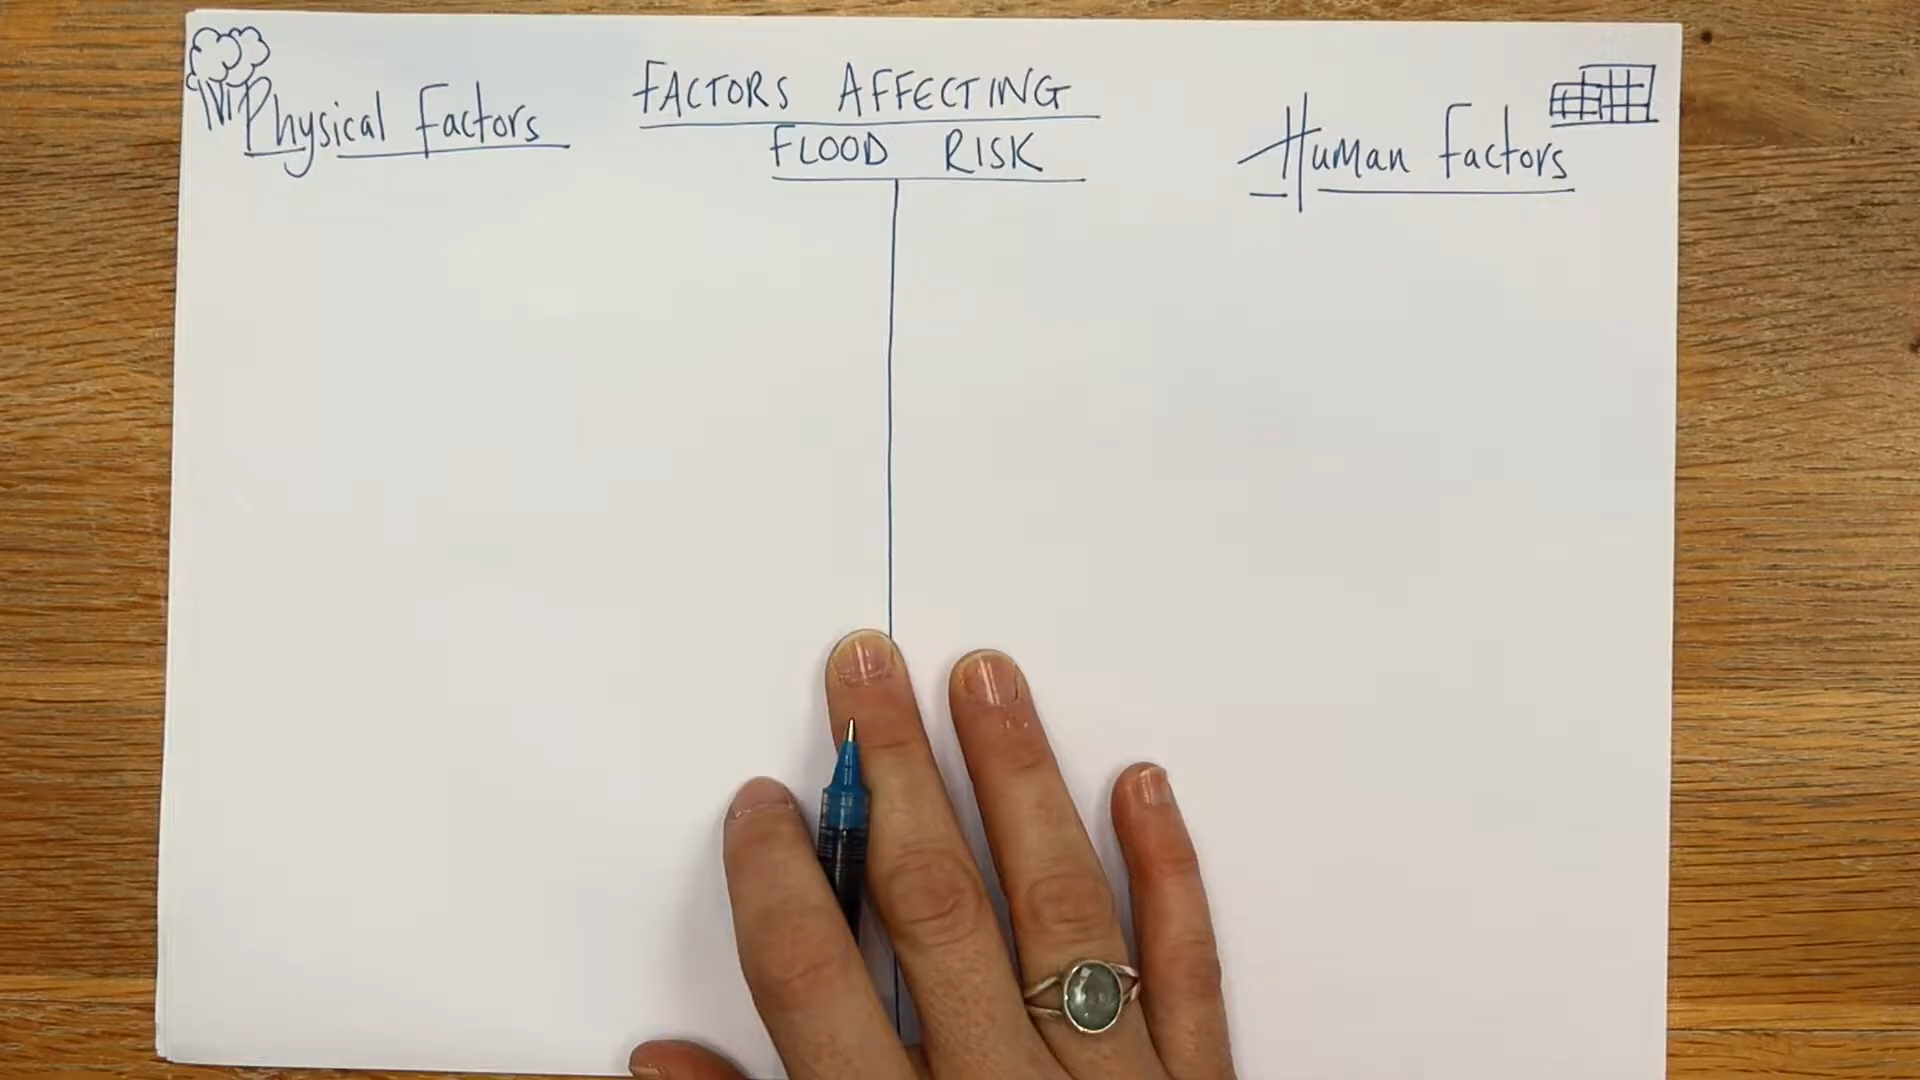 FACTORS AFFECTING
FLOOD RISK
Physical Factors
Human Factors